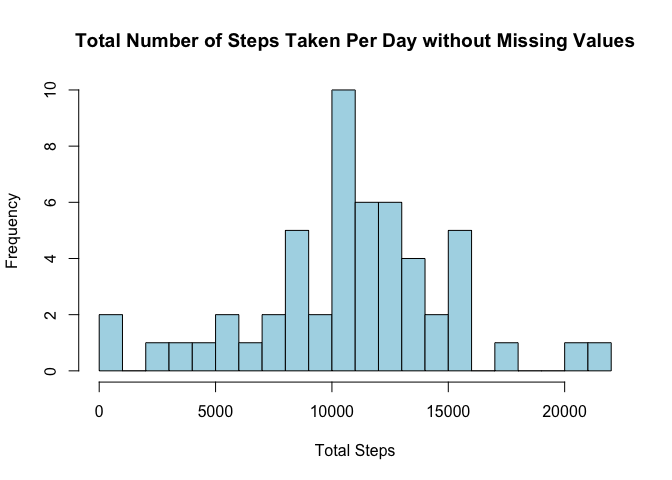 Total Number of Steps Taken Per Day without Missing Values
10
8
6
4
2
0
Frequency
0 5000 10000 15000 20000
Total Steps